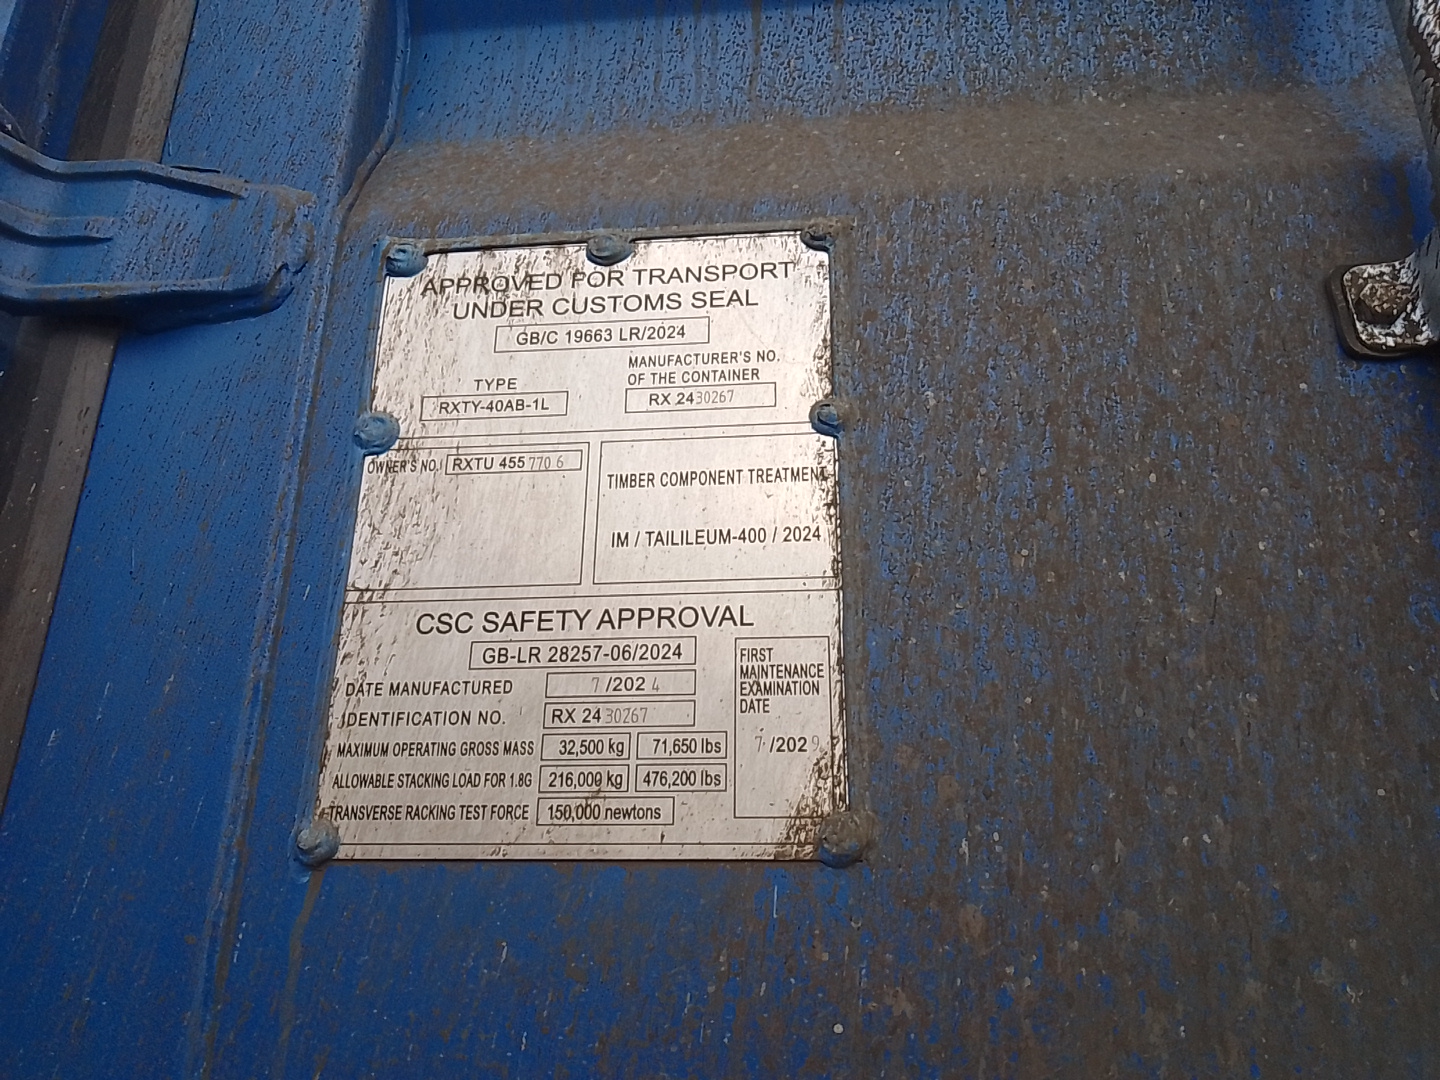 APPROVED FOR TRANSPORT
UNDER CUSTOMS SEAL
GB/C 19663 LR/2024
TYPE
RXTY-40AB-1L
MANUFACTURER'S NO.
OF THE CONTAINER
RX 2430267
OWNER'S NO. RXTU 455 770 6
TIMBER COMPONENT TREATMENT
IM / TAILILEUM-400 / 2024
CSC SAFETY APPROVAL
GB-LR 28257-06/2024
DATE MANUFACTURED 7 /2024
IDENTIFICATION NO. RX 2430267
MAXIMUM OPERATING GROSS MASS 32,500 kg 71,650 lbs
ALLOWABLE STACKING LOAD FOR 1.8G 216,000 kg 476,200 lbs
TRANSVERSE RACKING TEST FORCE 150,000 newtons
FIRST
MAINTENANCE
EXAMINATION
DATE
7 /2029